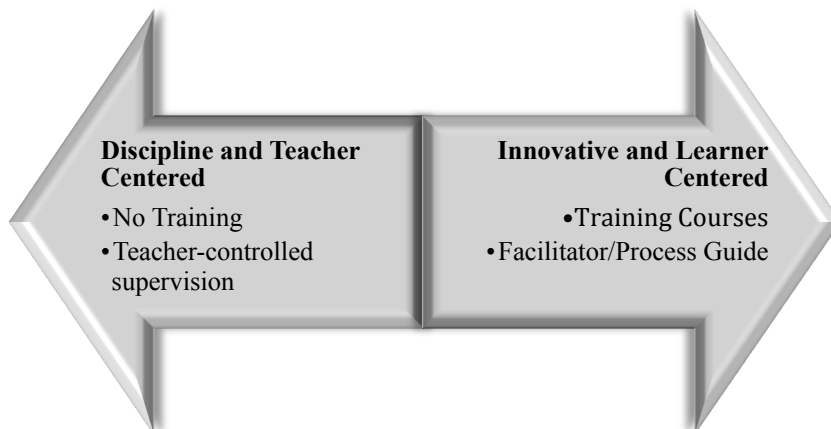 Discipline and Teacher
Centered
•No Training
•Teacher-controlled
supervision
Innovative and Learner
Centered
•Training Courses
•Facilitator/Process Guide